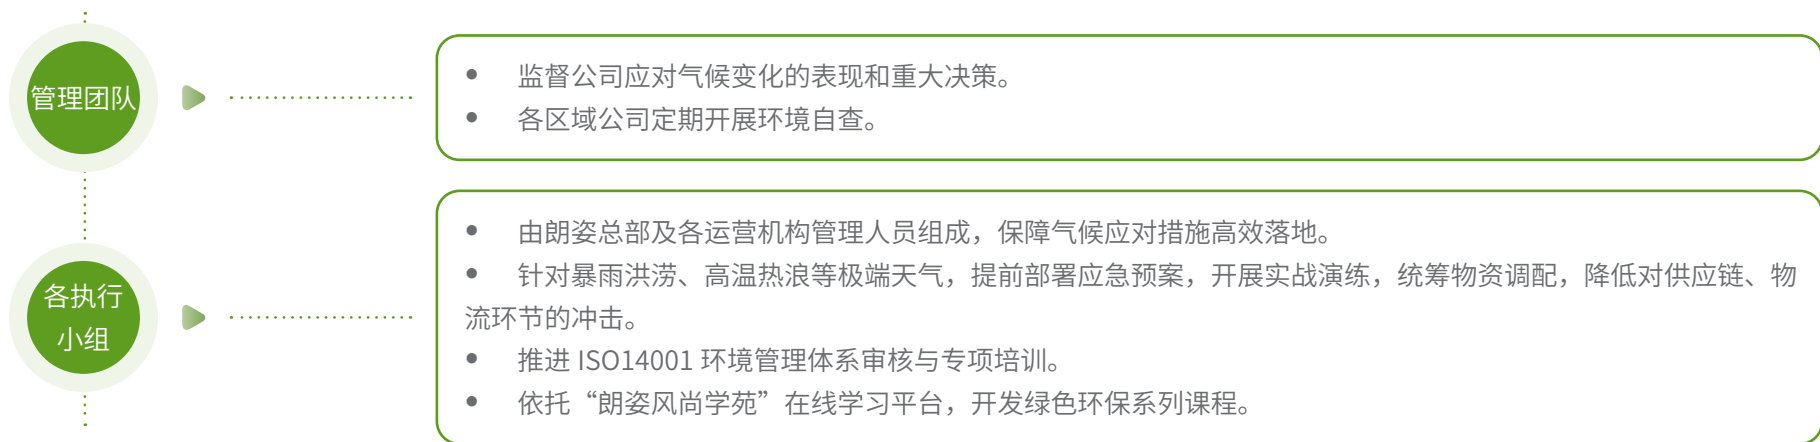 管理团队
● 监督公司应对气候变化的表现和重大决策。
● 各区域公司定期开展环境自查。
各执行
小组
● 由朗姿总部及各运营机构管理人员组成，保障气候应对措施高效落地。
● 针对暴雨洪涝、高温热浪等极端天气，提前部署应急预案，开展实战演练，统筹物资调配，降低对供应链、物
流环节的冲击。
● 推进 ISO14001 环境管理体系审核与专项培训。
● 依托“朗姿风尚学苑”在线学习平台，开发绿色环保系列课程。